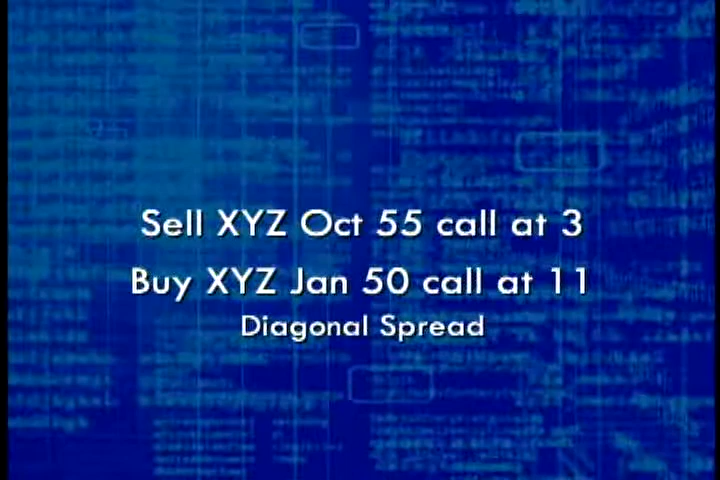 Sell XYZ Oct 55 call at 3
Buy XYZ Jan 50 call at 11
Diagonal Spread